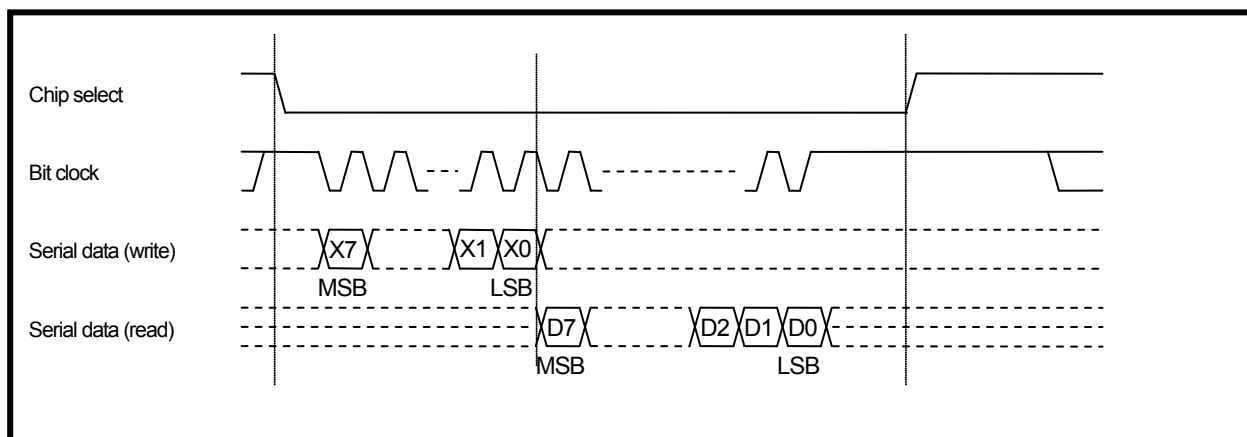 Chip select
Bit clock
Serial data (write)
X7 X1 X0
MSB LSB
Serial data (read)
D7 D2 D1 D0
MSB LSB